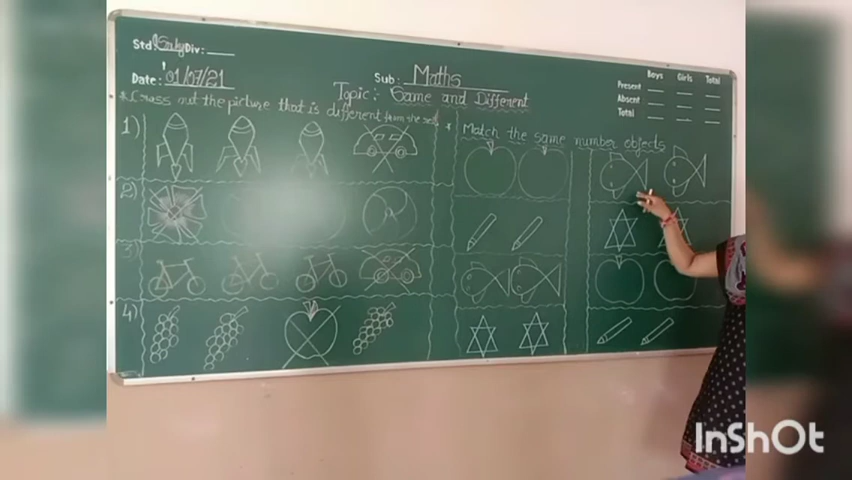 Std: Div:
Date: 01/07/21
Sub: Maths
Topic: Same and Different
Boys Girls Total
Present
Absent
Total
* Cross out the picture that is different from the rest
* Match the same number objects
1)
2)
3)
4)
InShOt